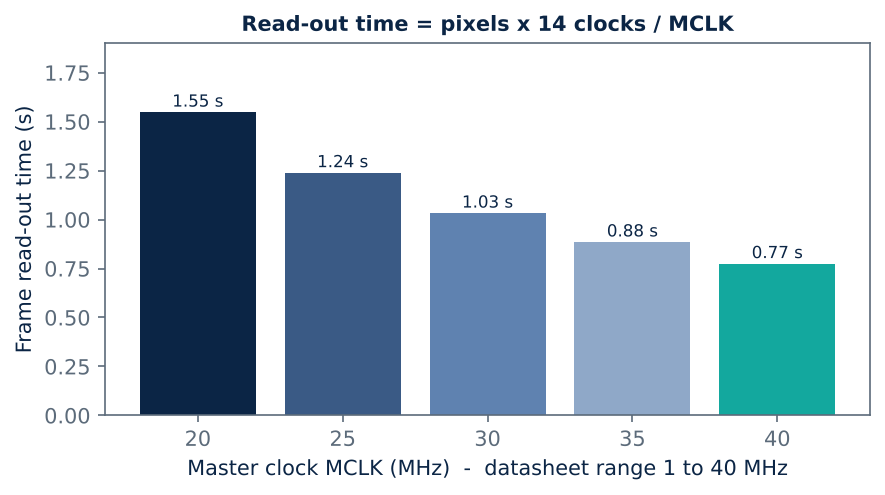 Read-out time = pixels x 14 clocks / MCLK
Frame read-out time (s)
1.75
1.50
1.25
1.00
0.75
0.50
0.25
0.00
1.55 s
1.24 s
1.03 s
0.88 s
0.77 s
20 25 30 35 40
Master clock MCLK (MHz)  -  datasheet range 1 to 40 MHz